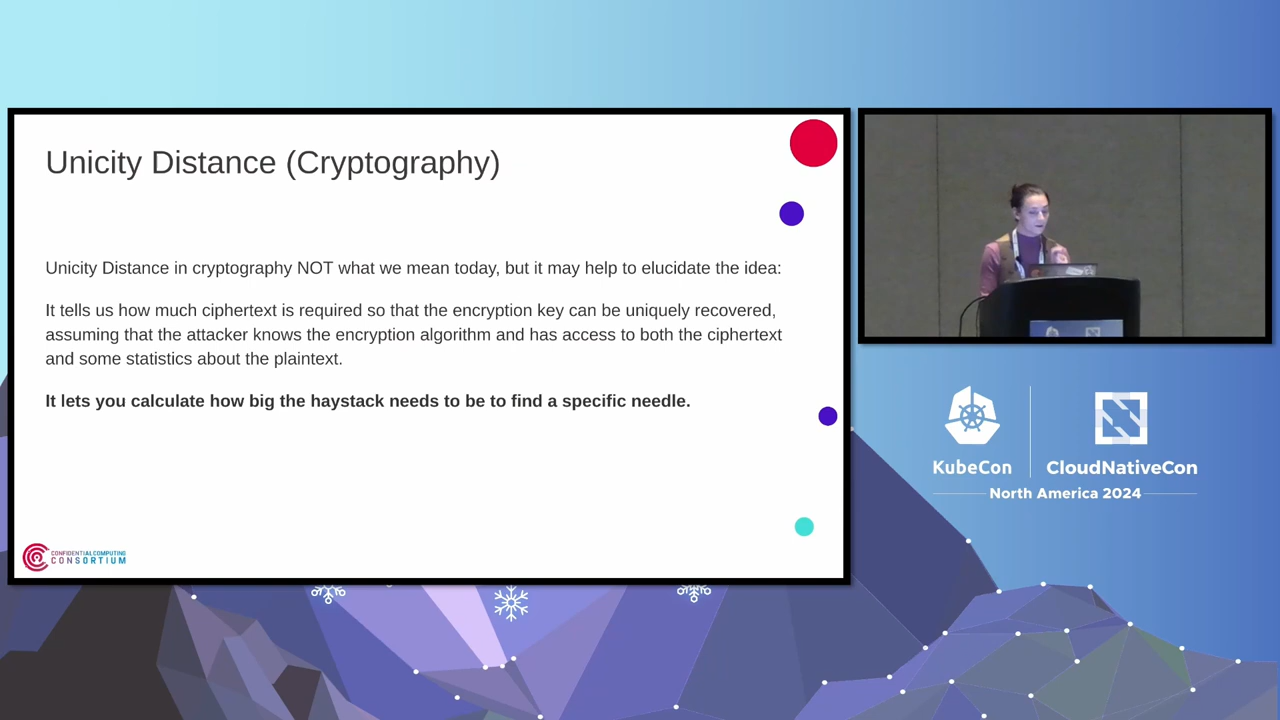 Unicity Distance (Cryptography)
Unicity Distance in cryptography NOT what we mean today, but it may help to elucidate the idea:
It tells us how much ciphertext is required so that the encryption key can be uniquely recovered,
assuming that the attacker knows the encryption algorithm and has access to both the ciphertext
and some statistics about the plaintext.
It lets you calculate how big the haystack needs to be to find a specific needle.
CONFIDENTIAL COMPUTING
CONSORTIUM
KubeCon
CloudNativeCon
North America 2024